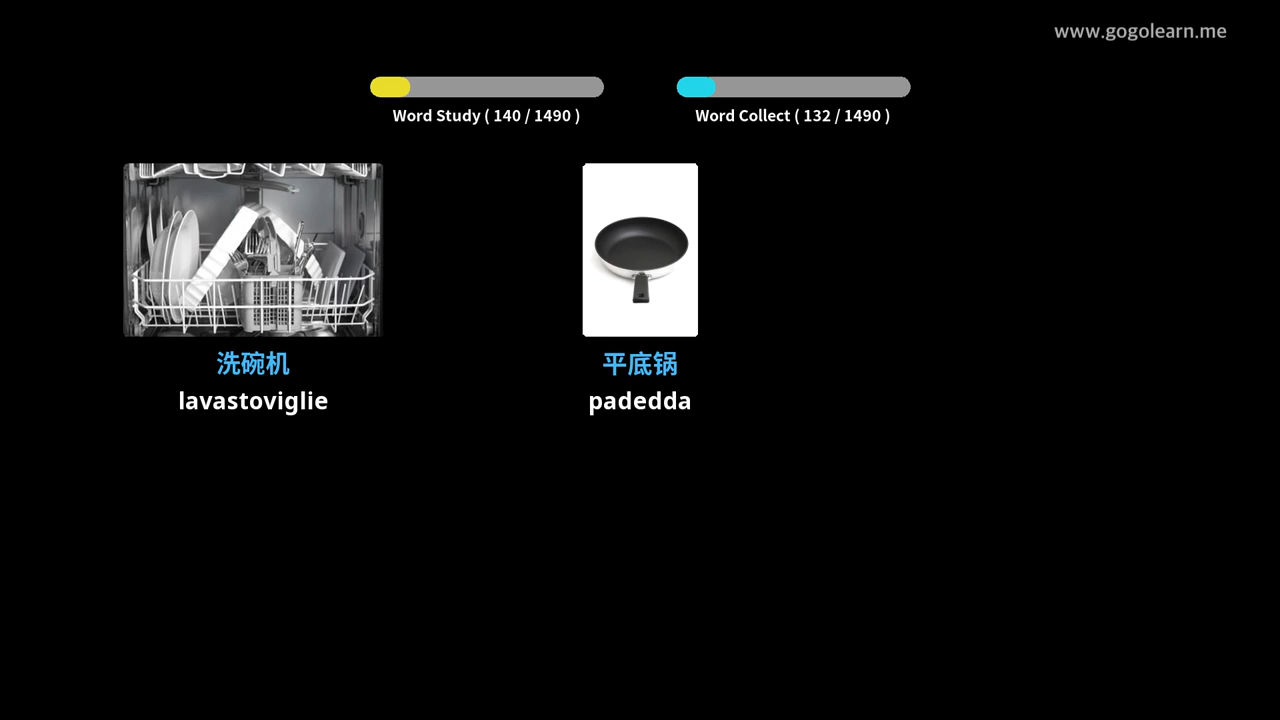 www.gogolearn.me
Word Study ( 140 / 1490 )
Word Collect ( 132 / 1490 )
洗碗机
平底锅
lavastoviglie
padedda